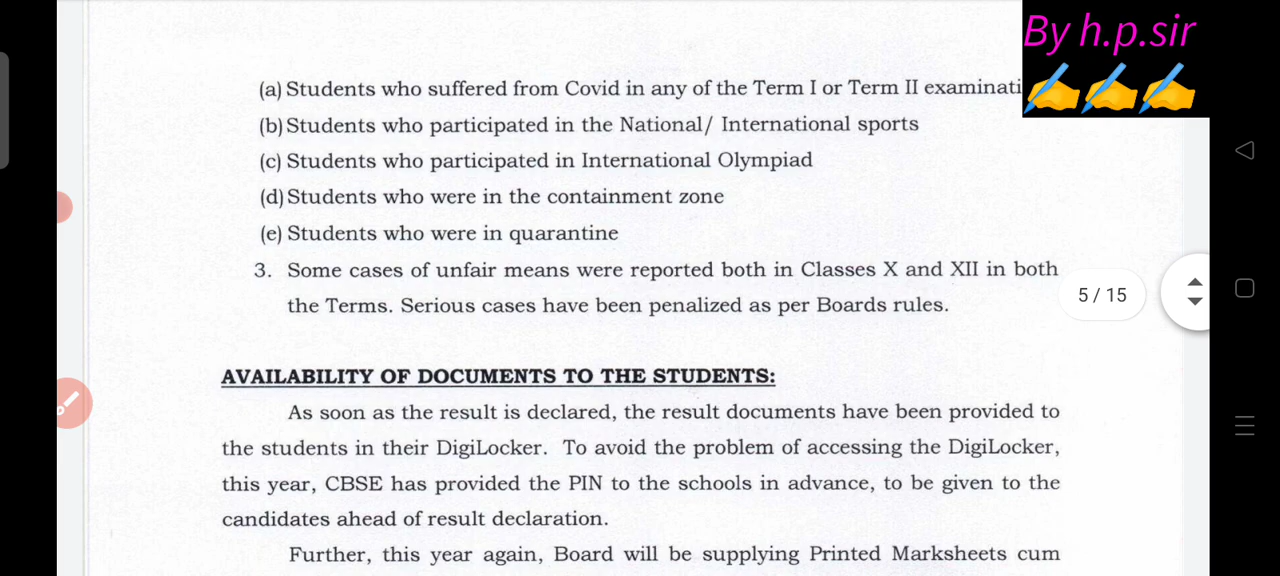 By h.p.sir
(a) Students who suffered from Covid in any of the Term I or Term II examinati
(b) Students who participated in the National/ International sports
(c) Students who participated in International Olympiad
(d) Students who were in the containment zone
(e) Students who were in quarantine
3. Some cases of unfair means were reported both in Classes X and XII in both
the Terms. Serious cases have been penalized as per Boards rules.
5 / 15
AVAILABILITY OF DOCUMENTS TO THE STUDENTS:
As soon as the result is declared, the result documents have been provided to
the students in their DigiLocker. To avoid the problem of accessing the DigiLocker,
this year, CBSE has provided the PIN to the schools in advance, to be given to the
candidates ahead of result declaration.
Further, this year again, Board will be supplying Printed Marksheets cum